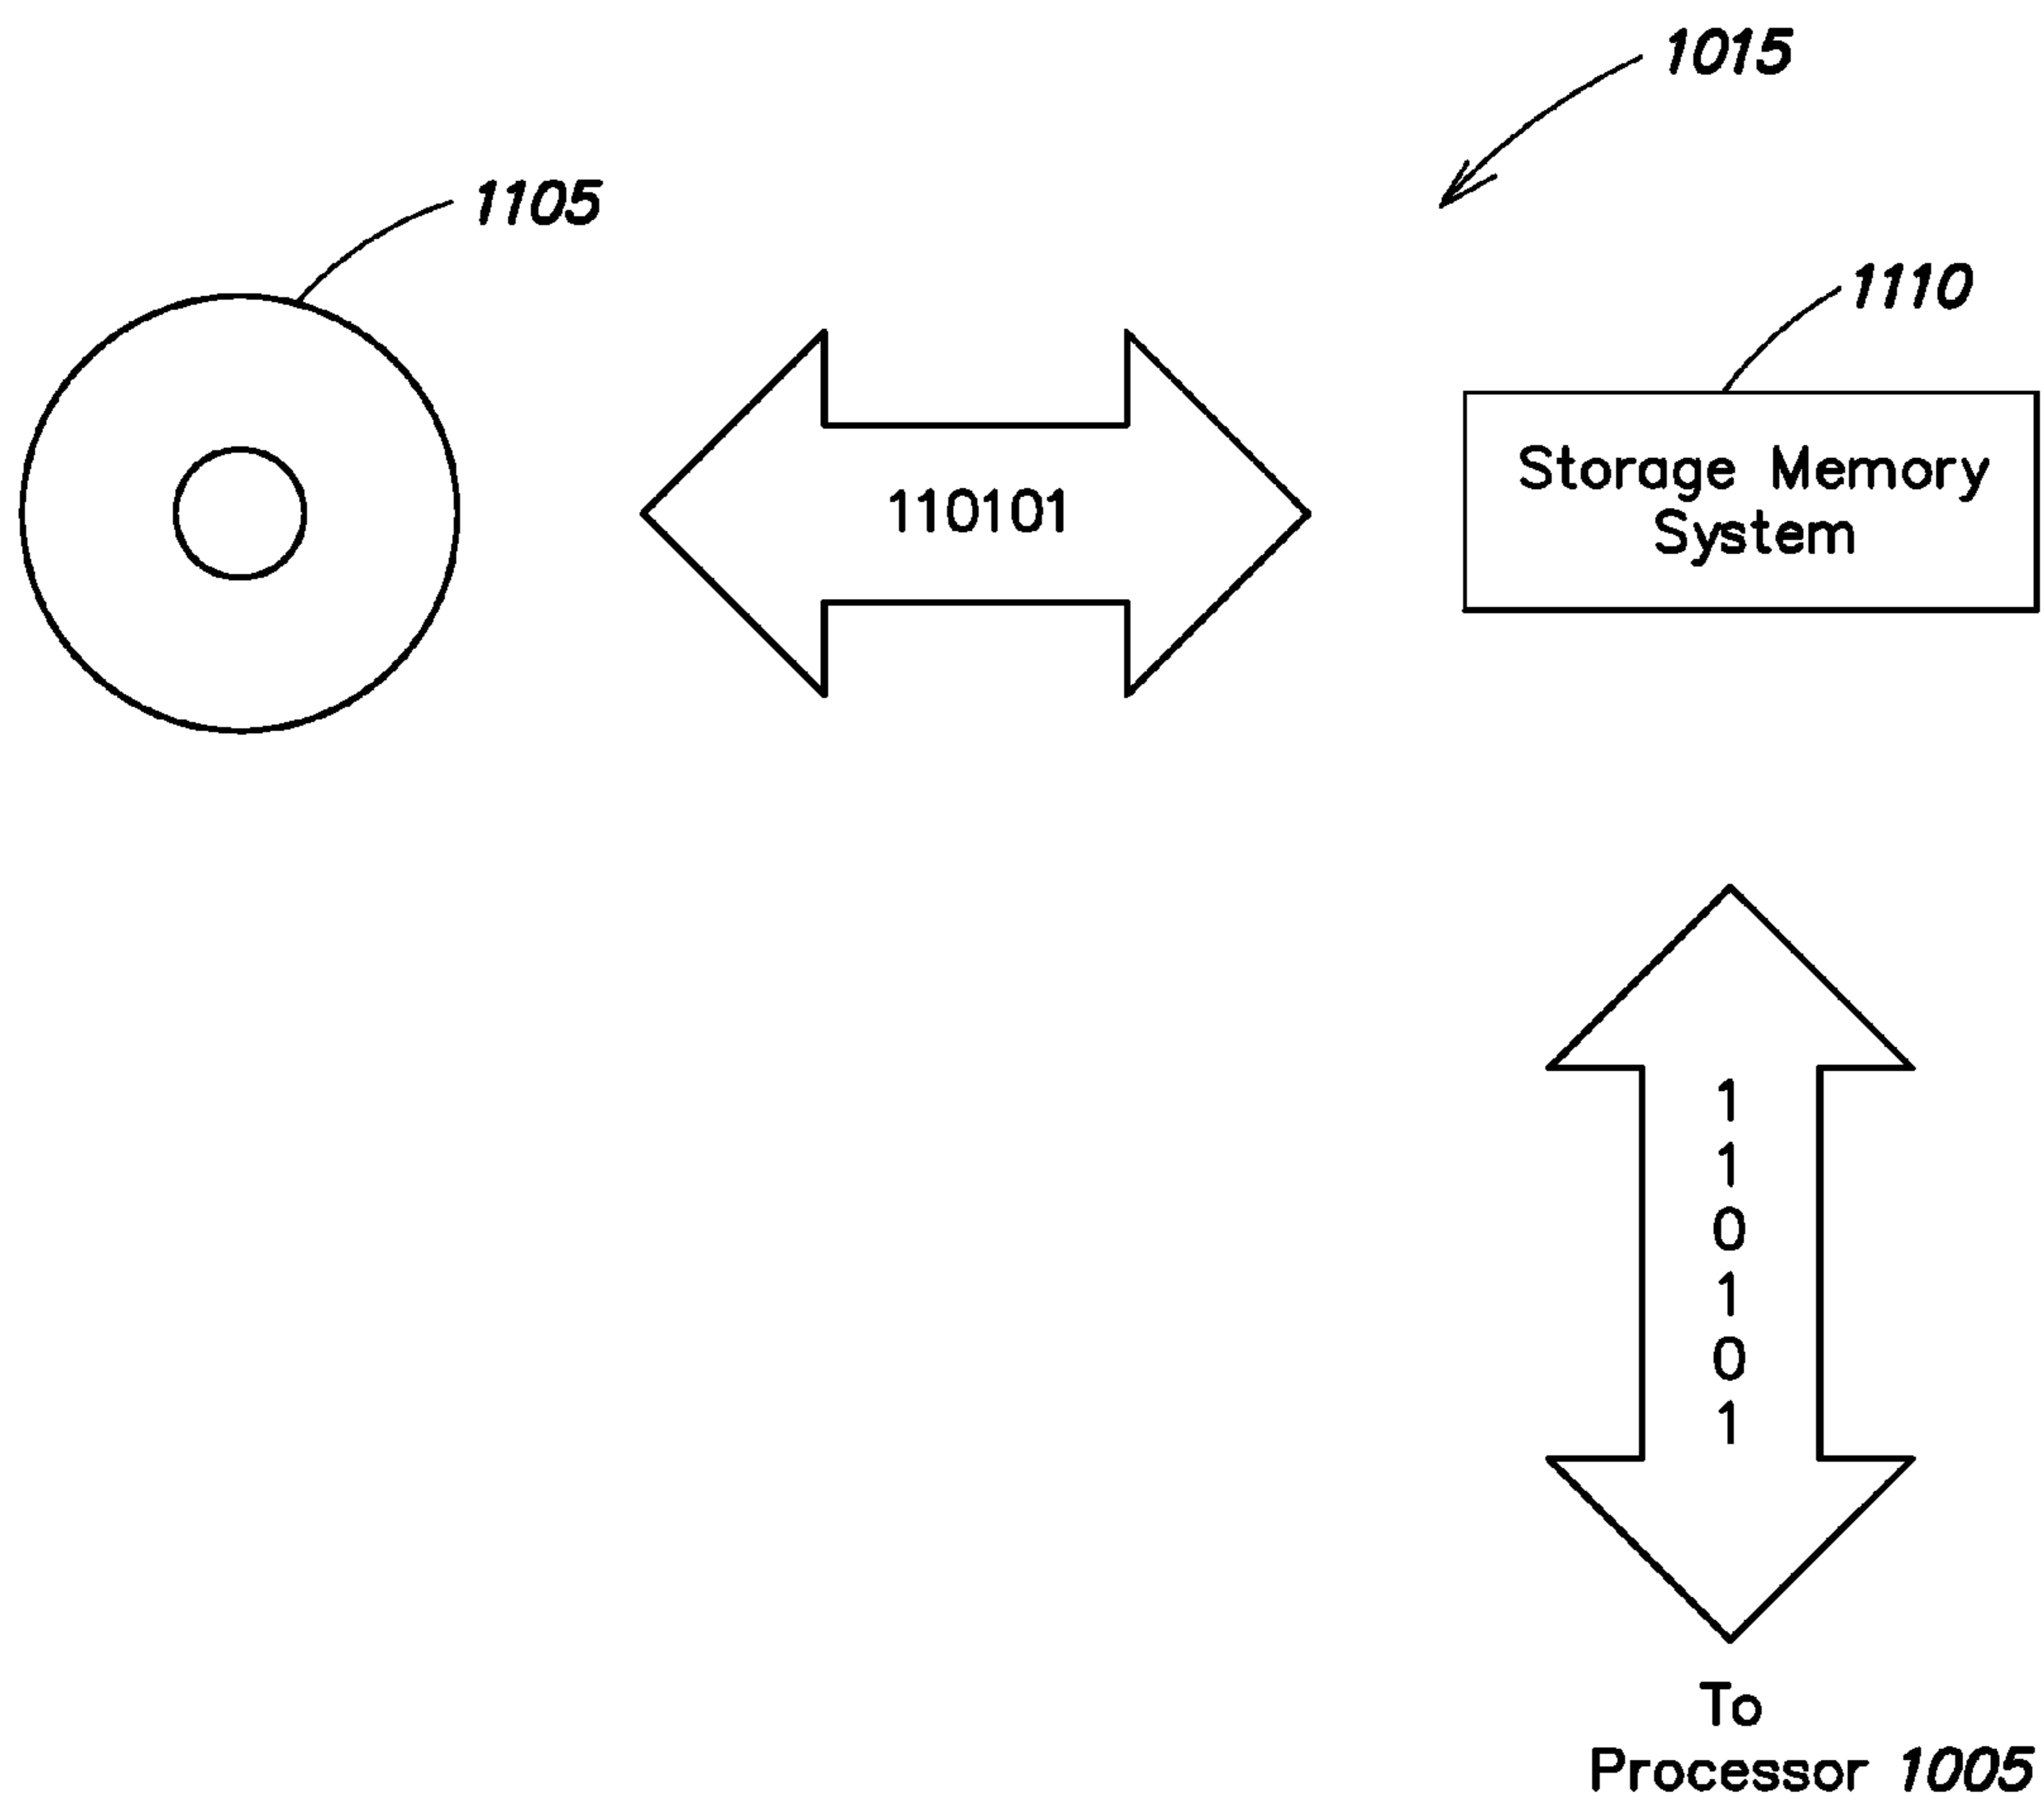 1015
1105
1110
110101
Storage Memory
System
1
1
0
1
0
1
To
Processor 1005